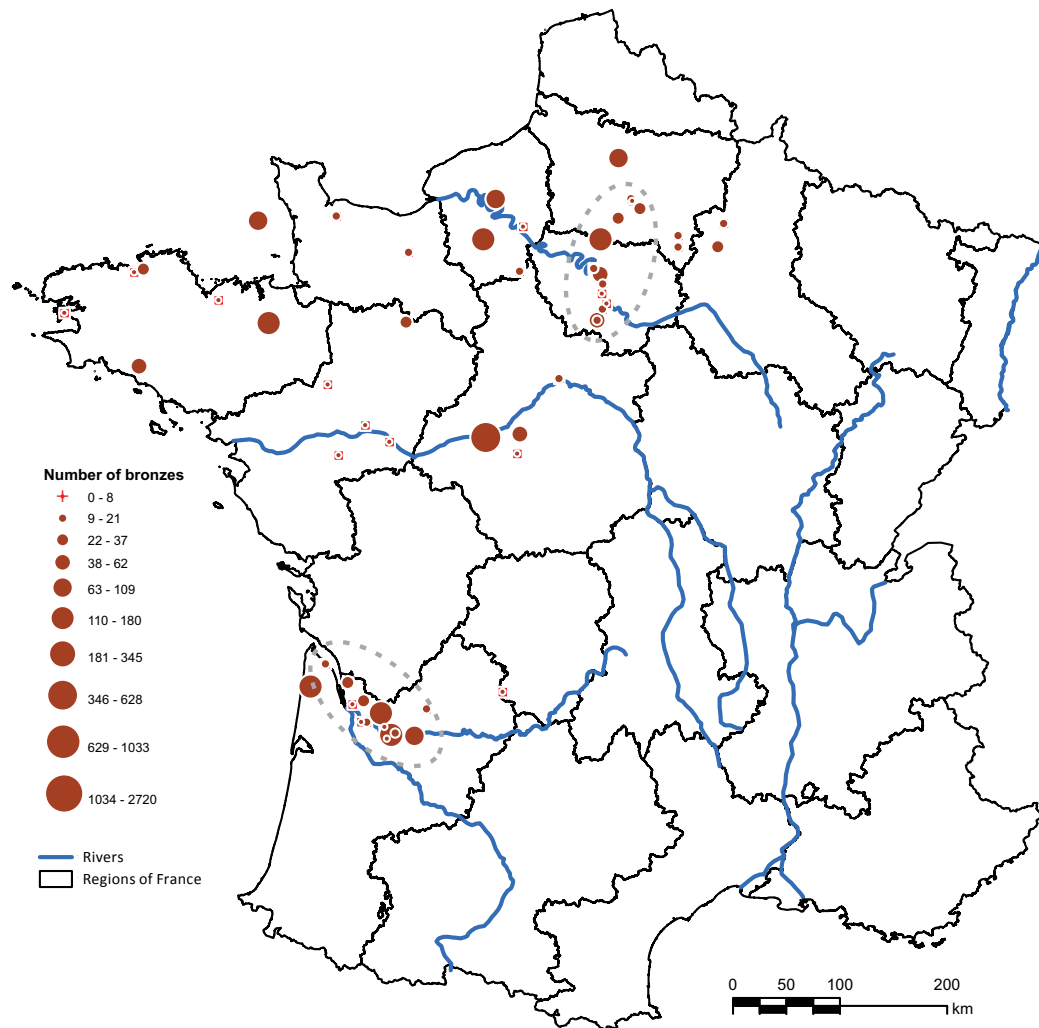 Number of bronzes
0 - 8
9 - 21
22 - 37
38 - 62
63 - 109
110 - 180
181 - 345
346 - 628
629 - 1033
1034 - 2720
Rivers
Regions of France
0 50 100 200
km